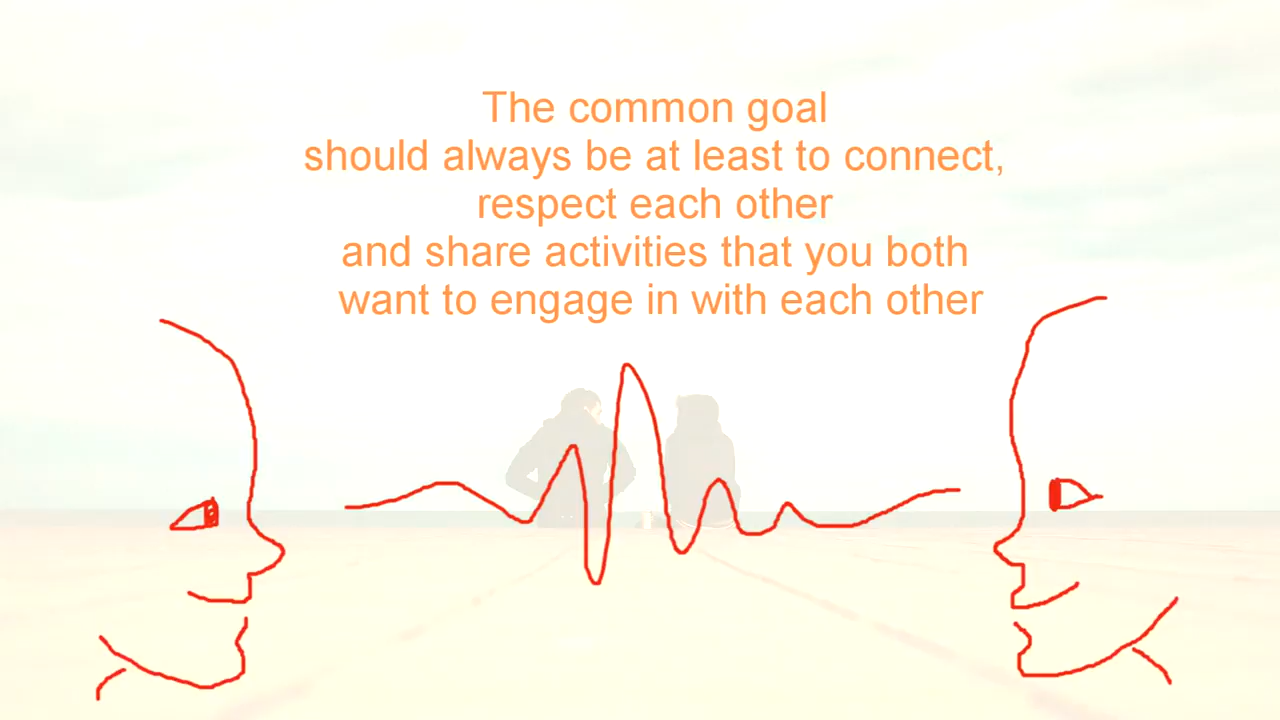 The common goal
should always be at least to connect,
respect each other
and share activities that you both
want to engage in with each other